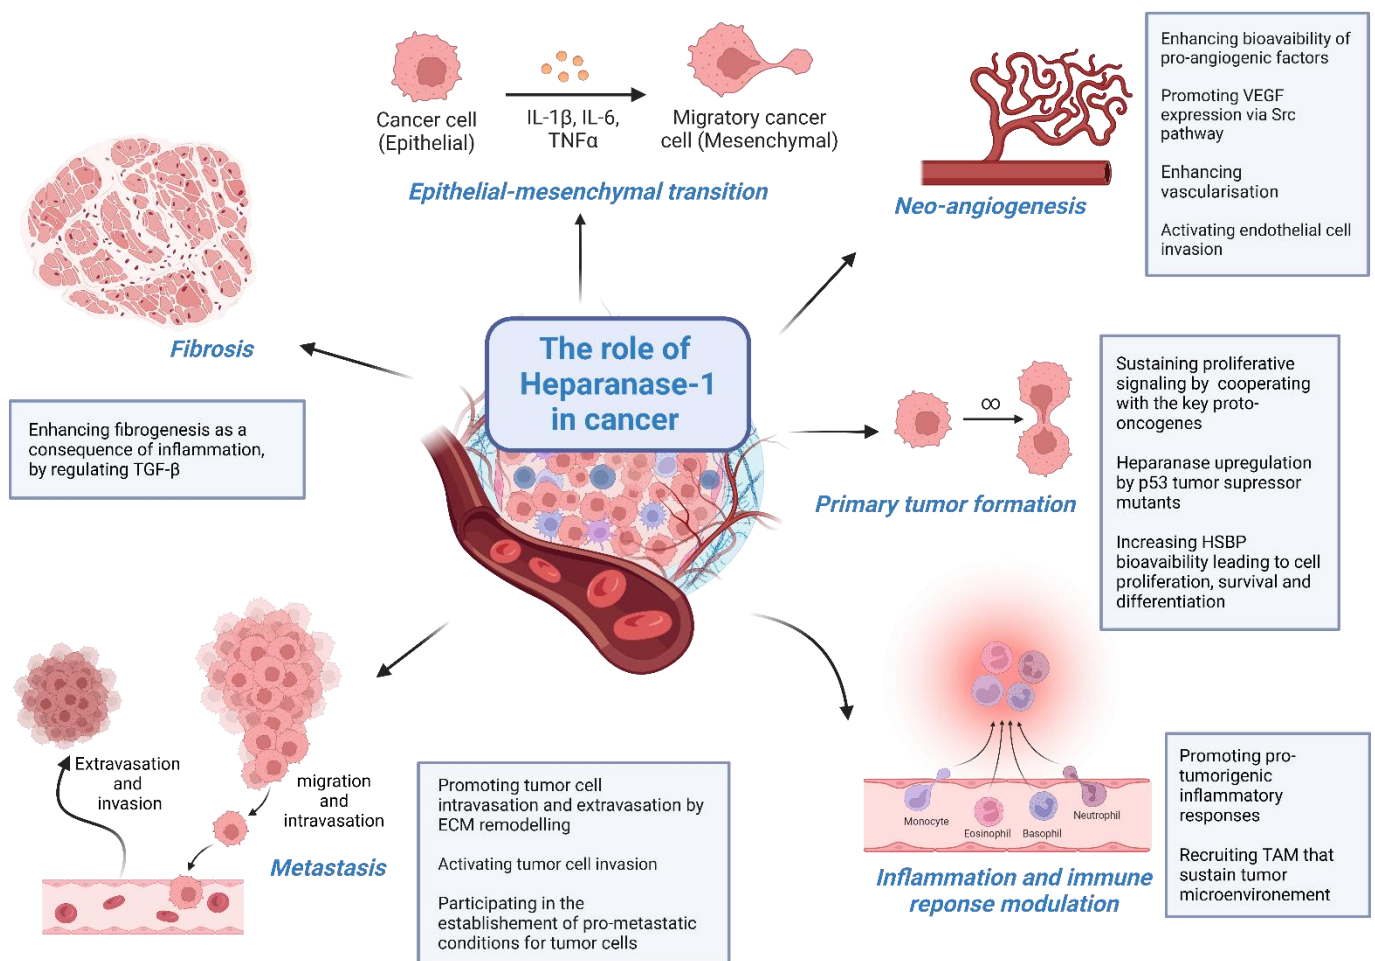 The role of
Heparanase-1
in cancer
Cancer cell
(Epithelial)
IL-1β, IL-6,
TNFα
Migratory cancer
cell (Mesenchymal)
Epithelial-mesenchymal transition
Neo-angiogenesis
Enhancing bioavaibility of
pro-angiogenic factors
Promoting VEGF
expression via Src
pathway
Enhancing
vascularisation
Activating endothelial cell
invasion
Fibrosis
Enhancing fibrogenesis as a
consequence of inflammation,
by regulating TGF-β
∞
Primary tumor formation
Sustaining proliferative
signaling by cooperating
with the key proto-
oncogenes
Heparanase upregulation
by p53 tumor supressor
mutants
Increasing HSBP
bioavaibility leading to cell
proliferation, survival and
differentiation
Extravasation
and
invasion
migration
and
intravasation
Metastasis
Promoting tumor cell
intravasation and extravasation by
ECM remodelling
Activating tumor cell invasion
Participating in the
establishement of pro-metastatic
conditions for tumor cells
Monocyte
Eosinophil
Basophil
Neutrophil
Inflammation and immune
reponse modulation
Promoting pro-
tumorigenic
inflammatory
responses
Recruiting TAM that
sustain tumor
microenvironement